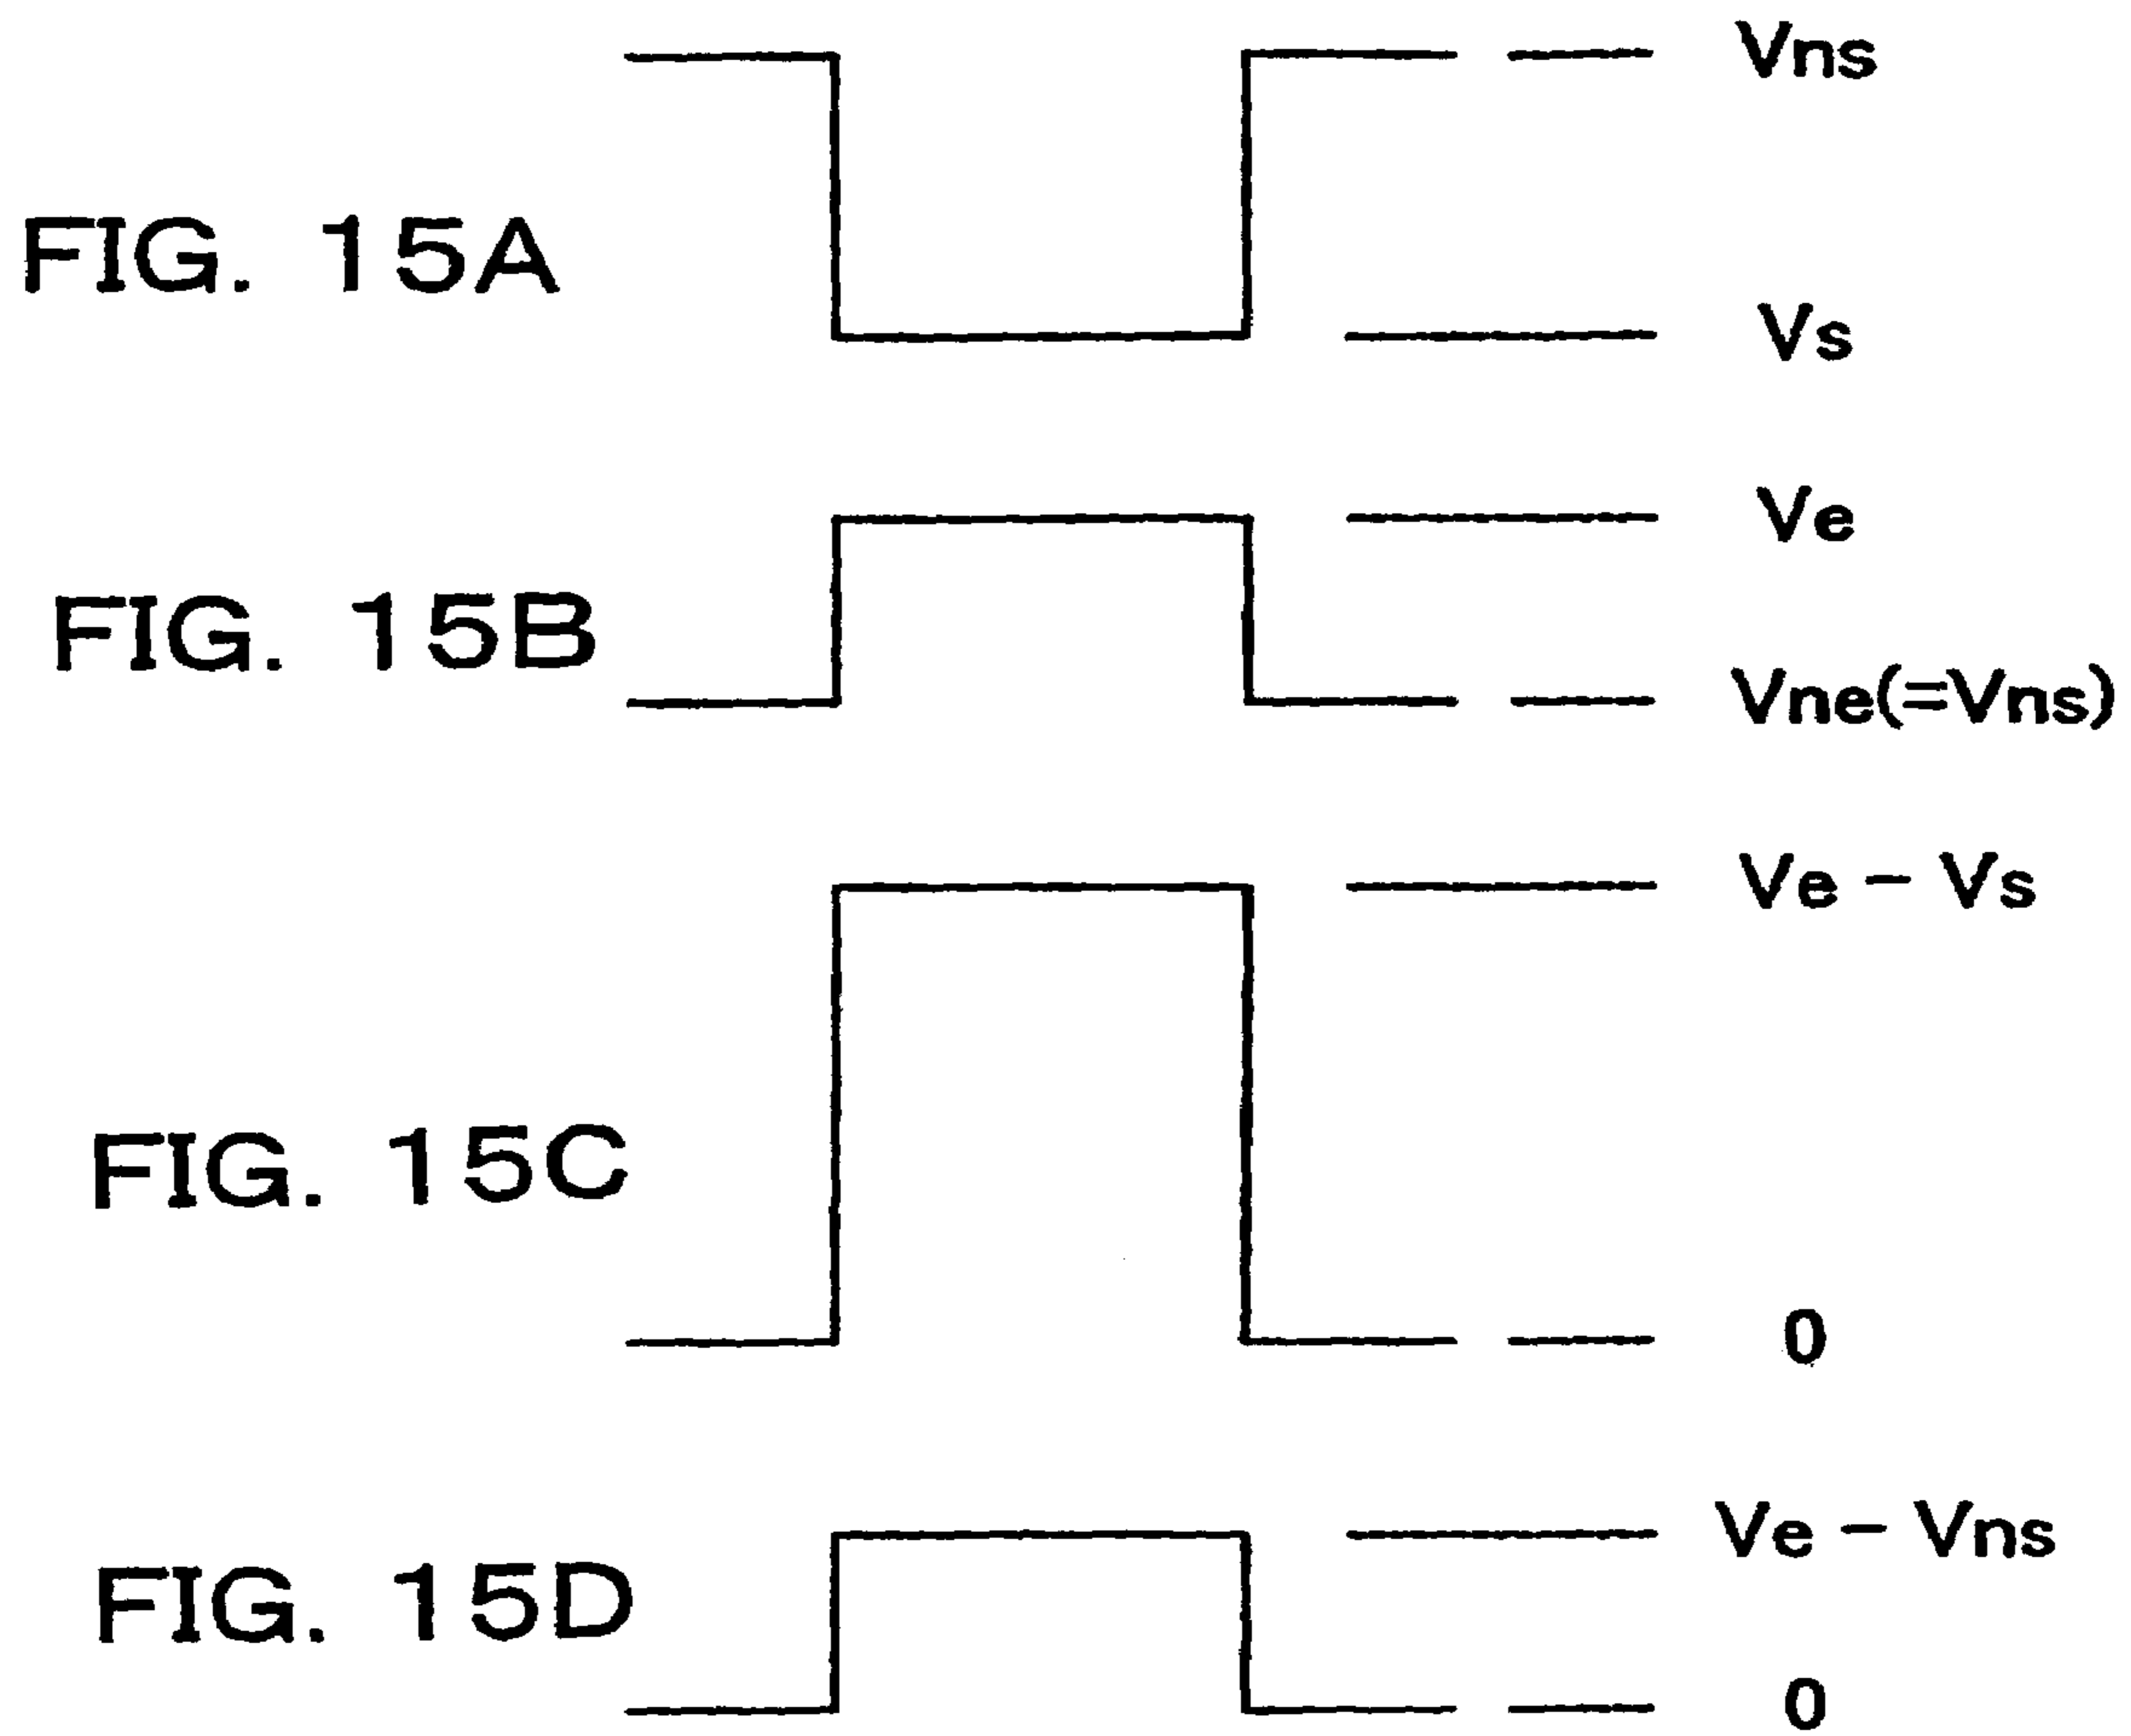 Vns
FIG. 15A
Vs
Ve
FIG. 15B
Vne(=Vns)
Ve - Vs
FIG. 15C
0
Ve - Vns
FIG. 15D
0